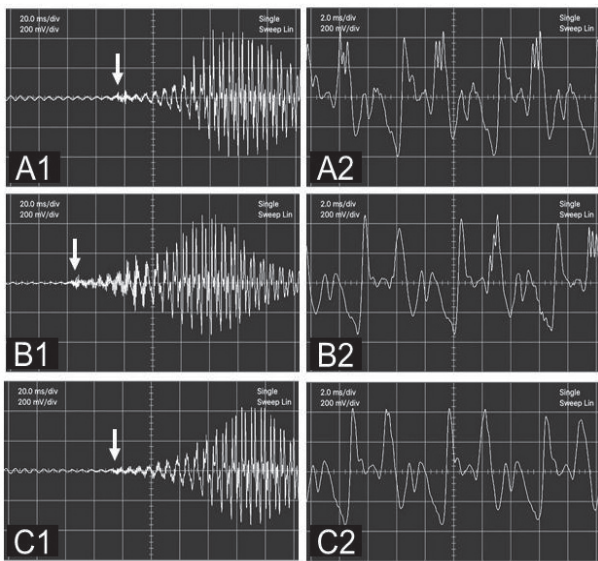 20.0 ms/div
200 mV/div
Single
Sweep Lin
A1
2.0 ms/div
200 mV/div
Single
Sweep Lin
A2
20.0 ms/div
200 mV/div
Single
Sweep Lin
B1
2.0 ms/div
200 mV/div
Single
Sweep Lin
B2
20.0 ms/div
200 mV/div
Single
Sweep Lin
C1
2.0 ms/div
200 mV/div
Single
Sweep Lin
C2